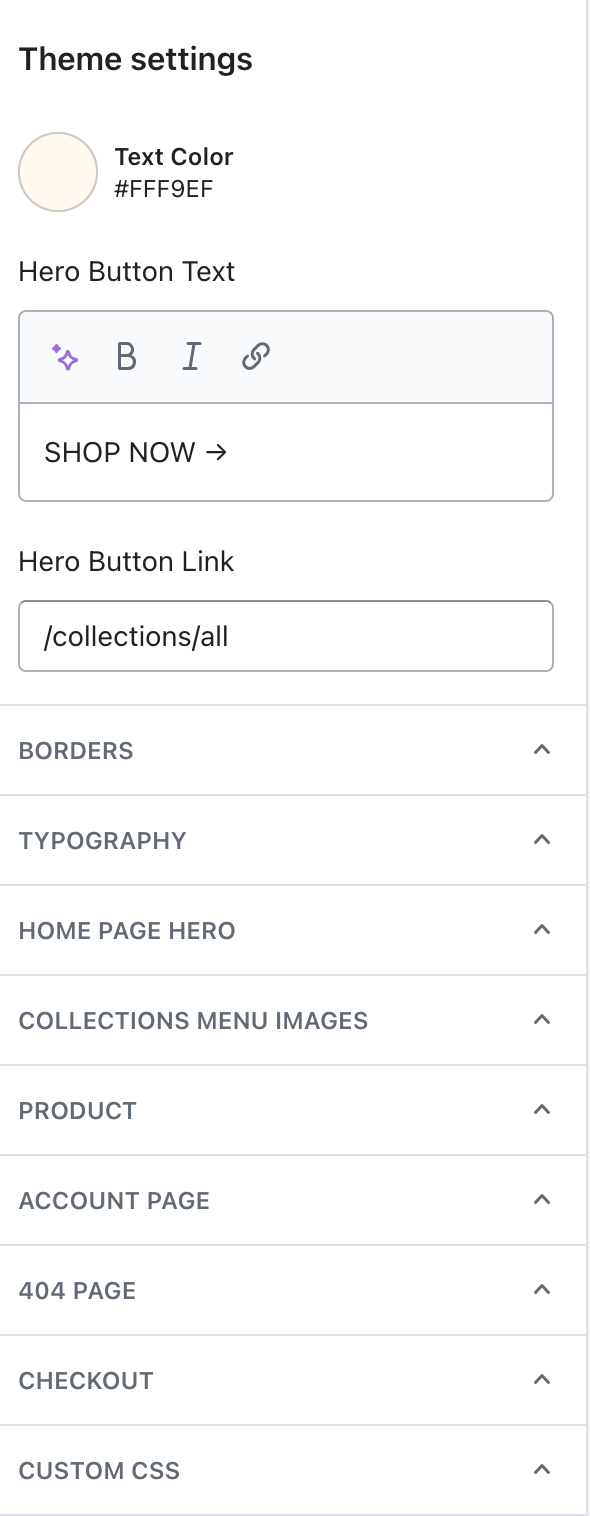 Theme settings
Text Color
#FFF9EF
Hero Button Text
B I
SHOP NOW →
Hero Button Link
/collections/all
BORDERS
TYPOGRAPHY
HOME PAGE HERO
COLLECTIONS MENU IMAGES
PRODUCT
ACCOUNT PAGE
404 PAGE
CHECKOUT
CUSTOM CSS